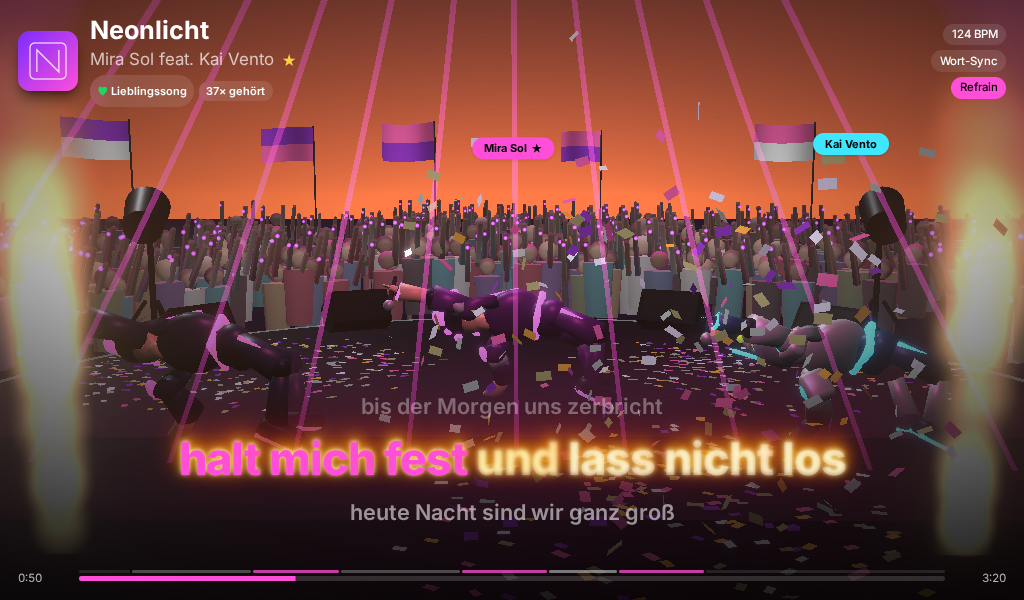 Neonlicht
Mira Sol feat. Kai Vento ★
Lieblingssong
37× gehört
124 BPM
Wort-Sync
Refrain
Mira Sol ★
Kai Vento
bis der Morgen uns zerbricht
halt mich fest und lass nicht los
heute Nacht sind wir ganz groß
0:50
3:20